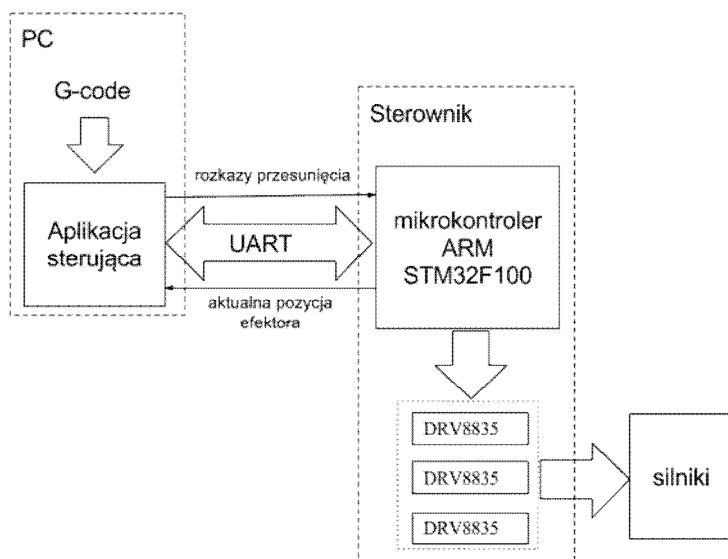 PC
G-code
Sterownik
rozkazy przesunięcia
Aplikacja
sterująca
UART
mikrokontroler
ARM
STM32F100
aktualna pozycja
efektora
DRV8835
DRV8835
DRV8835
silniki